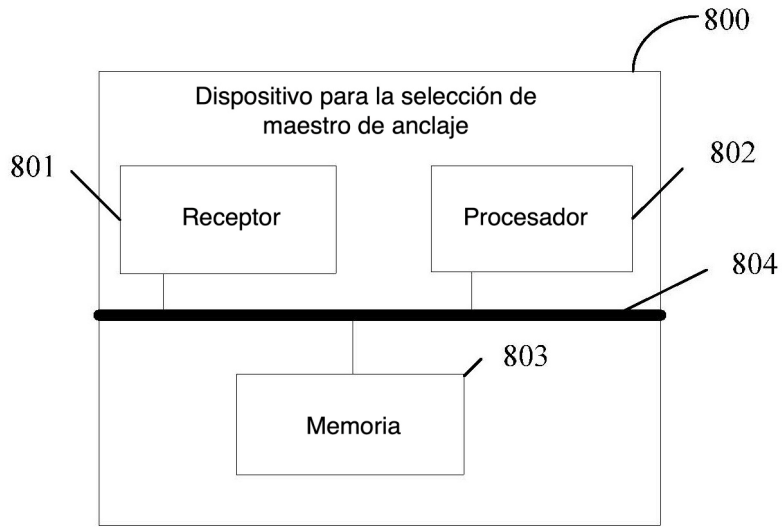 800
Dispositivo para la selección de
maestro de anclaje
801
802
Receptor
Procesador
804
803
Memoria